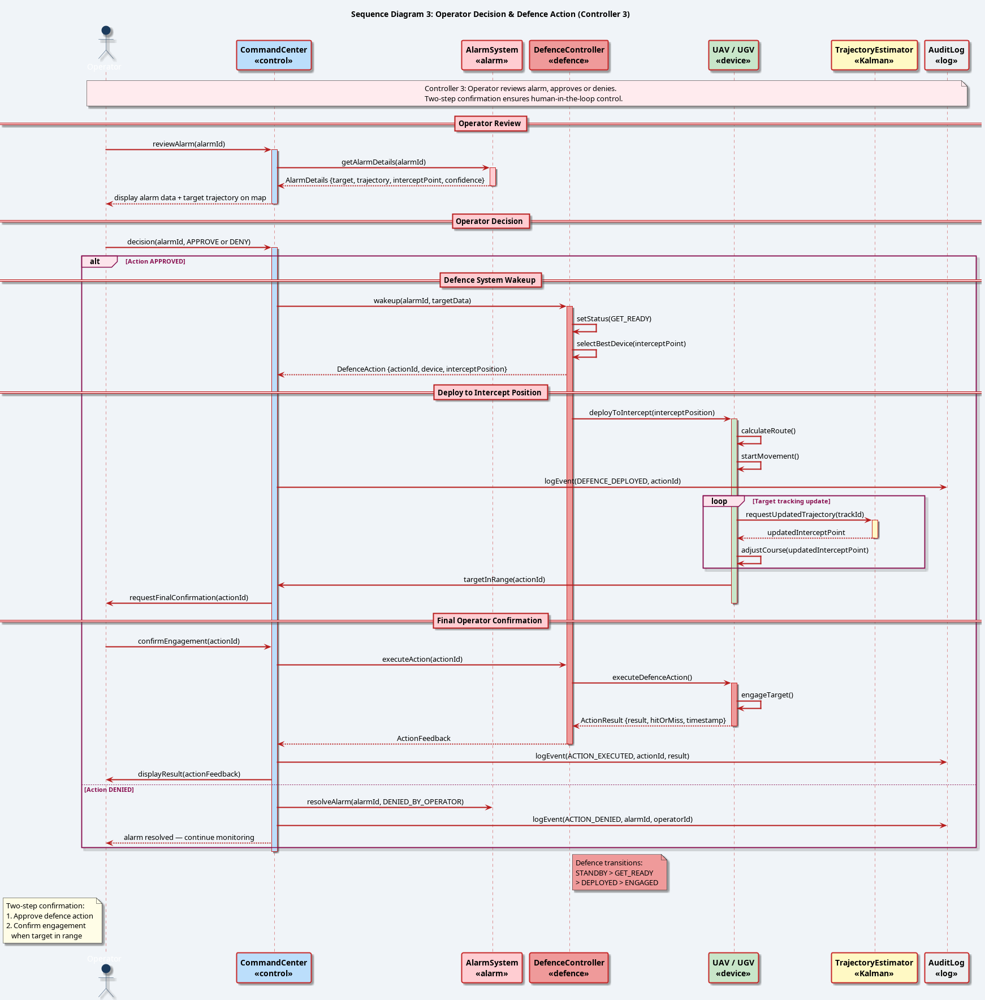 Sequence Diagram 3: Operator Decision & Defence Action (Controller 3)
Operator
CommandCenter
«control»
AlarmSystem
«alarm»
DefenceController
«defence»
UAV / UGV
«device»
TrajectoryEstimator
«Kalman»
AuditLog
«log»
Controller 3: Operator reviews alarm, approves or denies.
Two-step confirmation ensures human-in-the-loop control.
Operator Review
reviewAlarm(alarmId)
getAlarmDetails(alarmId)
AlarmDetails {target, trajectory, interceptPoint, confidence}
display alarm data + target trajectory on map
Operator Decision
decision(alarmId, APPROVE or DENY)
alt [Action APPROVED]
Defence System Wakeup
wakeup(alarmId, targetData)
setStatus(GET_READY)
selectBestDevice(interceptPoint)
DefenceAction {actionId, device, interceptPosition}
Deploy to Intercept Position
deployToIntercept(interceptPosition)
calculateRoute()
startMovement()
logEvent(DEFENCE_DEPLOYED, actionId)
loop [Target tracking update]
requestUpdatedTrajectory(trackId)
updatedInterceptPoint
adjustCourse(updatedInterceptPoint)
targetInRange(actionId)
requestFinalConfirmation(actionId)
Final Operator Confirmation
confirmEngagement(actionId)
executeAction(actionId)
executeDefenceAction()
engageTarget()
ActionResult {result, hitOrMiss, timestamp}
ActionFeedback
logEvent(ACTION_EXECUTED, actionId, result)
displayResult(actionFeedback)
[Action DENIED]
resolveAlarm(alarmId, DENIED_BY_OPERATOR)
logEvent(ACTION_DENIED, alarmId, operatorId)
alarm resolved — continue monitoring
Defence transitions:
STANDBY > GET_READY
> DEPLOYED > ENGAGED
Two-step confirmation:
1. Approve defence action
2. Confirm engagement
when target in range
Operator
CommandCenter
«control»
AlarmSystem
«alarm»
DefenceController
«defence»
UAV / UGV
«device»
TrajectoryEstimator
«Kalman»
AuditLog
«log»